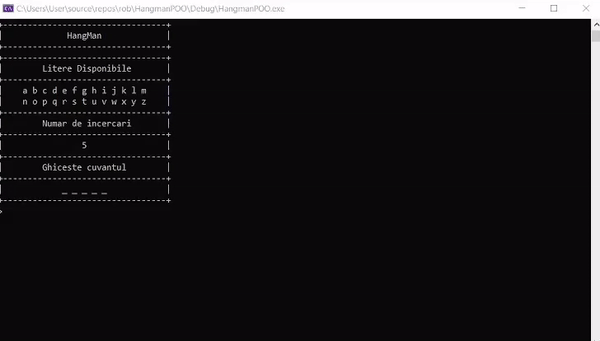 C:\Users\User\source\repos\rob\HangmanPOO\Debug\HangmanPOO.exe
HangMan
Litere Disponibile
a b c d e f g h i j k l m
n o p q r s t u v w x y z
Numar de incercari
5
Ghiceste cuvantul
_ _ _ _ _
>